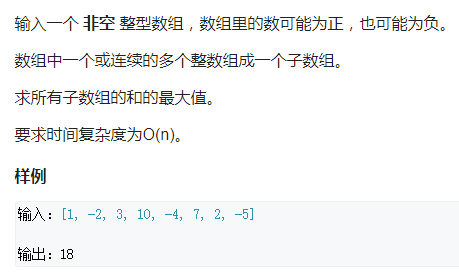 输入一个 非空 整型数组，数组里的数可能为正，也可能为负。
数组中一个或连续的多个整数组成一个子数组。
求所有子数组的和的最大值。
要求时间复杂度为O(n)。
样例
输入：[1, -2, 3, 10, -4, 7, 2, -5]
输出：18